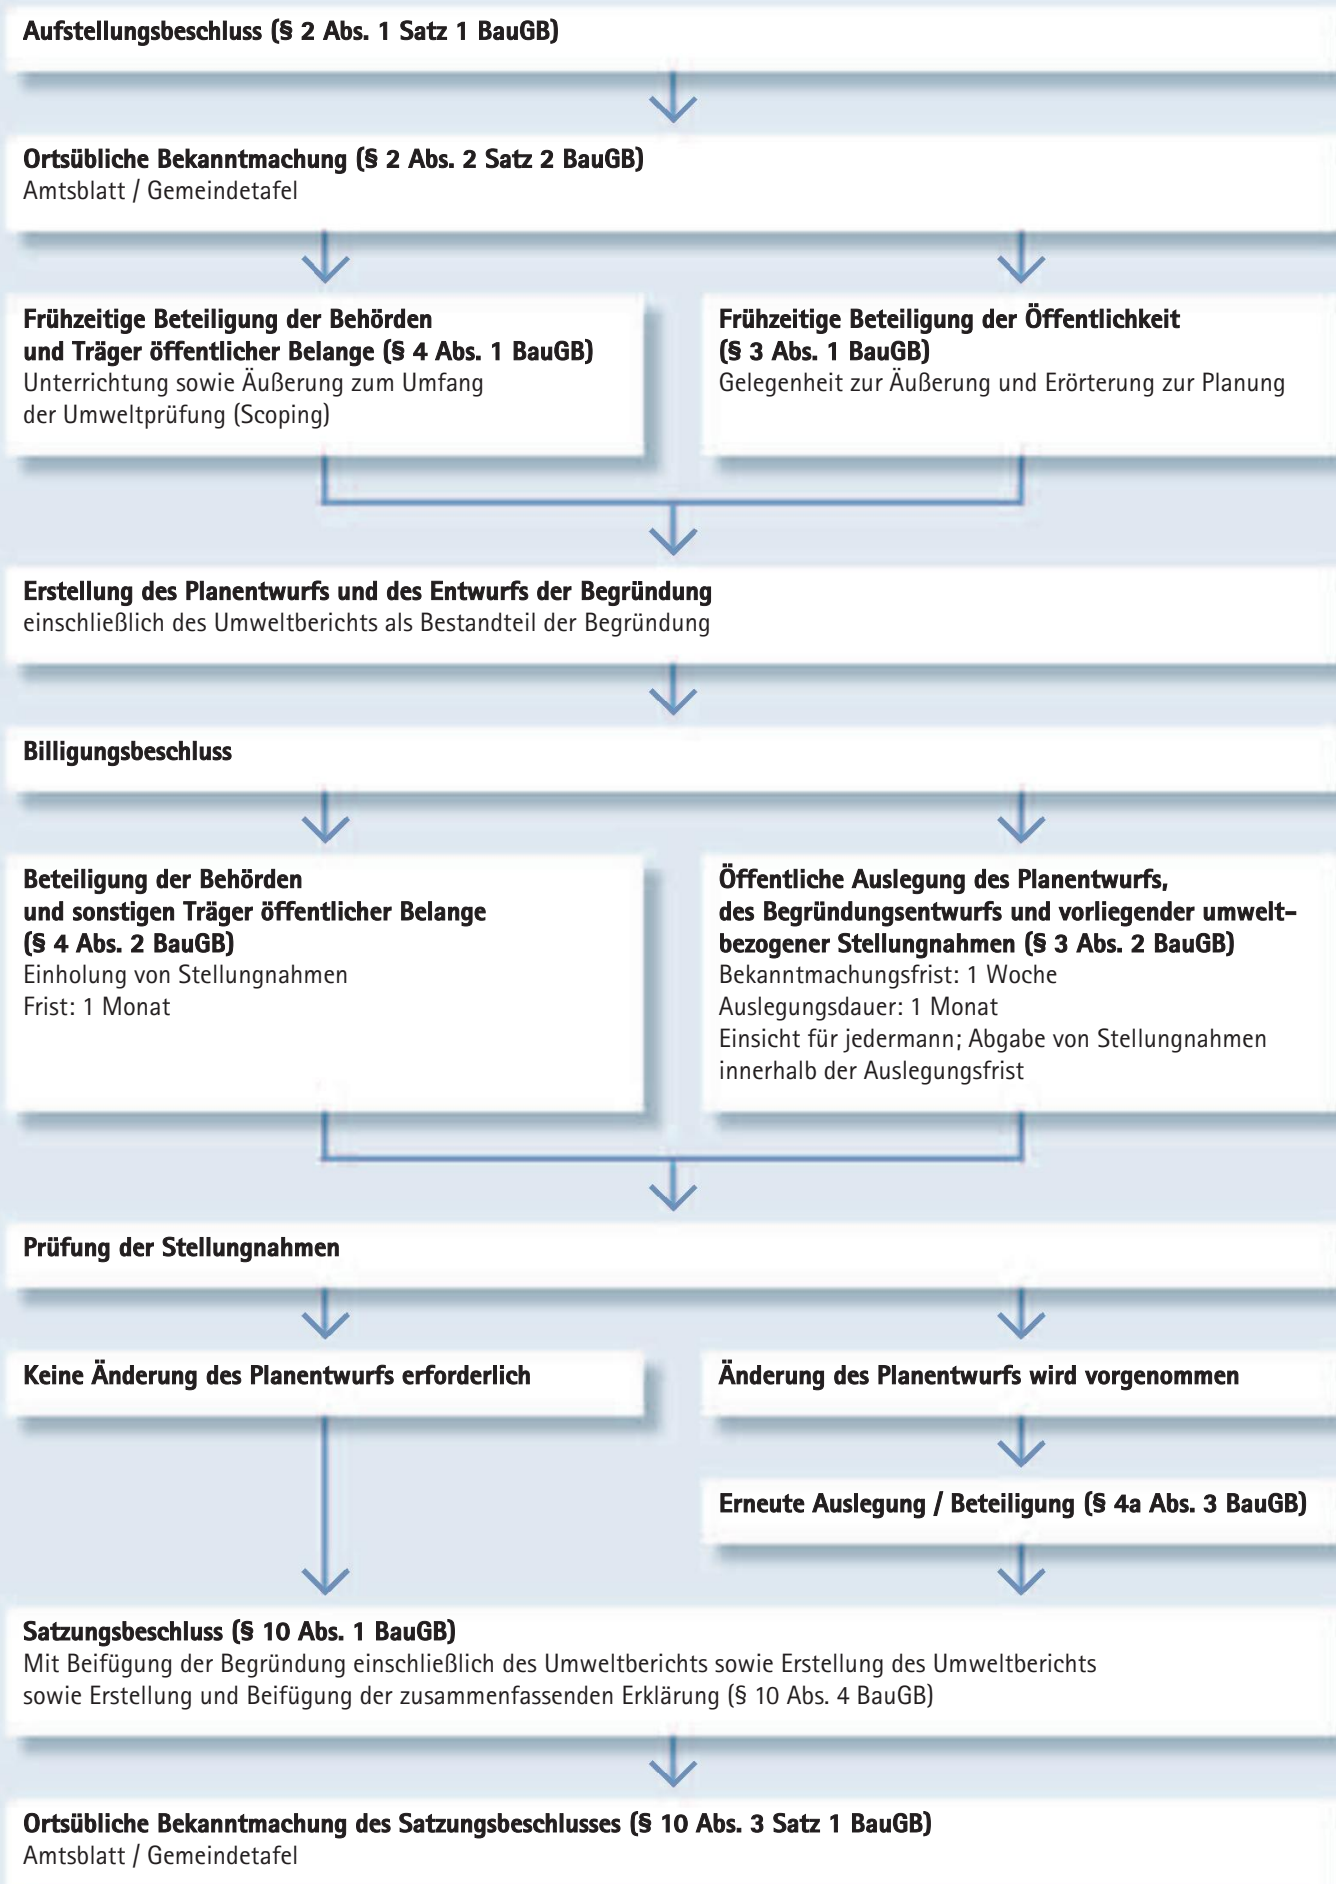 Aufstellungsbeschluss (§ 2 Abs. 1 Satz 1 BauGB)
Ortsübliche Bekanntmachung (§ 2 Abs. 2 Satz 2 BauGB)
Amtsblatt / Gemeindetafel
Frühzeitige Beteiligung der Behörden
und Träger öffentlicher Belange (§ 4 Abs. 1 BauGB)
Unterrichtung sowie Äußerung zum Umfang
der Umweltprüfung (Scoping)
Frühzeitige Beteiligung der Öffentlichkeit
(§ 3 Abs. 1 BauGB)
Gelegenheit zur Äußerung und Erörterung zur Planung
Erstellung des Planentwurfs und des Entwurfs der Begründung
einschließlich des Umweltberichts als Bestandteil der Begründung
Billigungsbeschluss
Beteiligung der Behörden
und sonstigen Träger öffentlicher Belange
(§ 4 Abs. 2 BauGB)
Einholung von Stellungnahmen
Frist: 1 Monat
Öffentliche Auslegung des Planentwurfs,
des Begründungsentwurfs und vorliegender umwelt-
bezogener Stellungnahmen (§ 3 Abs. 2 BauGB)
Bekanntmachungsfrist: 1 Woche
Auslegungsdauer: 1 Monat
Einsicht für jedermann; Abgabe von Stellungnahmen
innerhalb der Auslegungsfrist
Prüfung der Stellungnahmen
Keine Änderung des Planentwurfs erforderlich
Änderung des Planentwurfs wird vorgenommen
Erneute Auslegung / Beteiligung (§ 4a Abs. 3 BauGB)
Satzungsbeschluss (§ 10 Abs. 1 BauGB)
Mit Beifügung der Begründung einschließlich des Umweltberichts sowie Erstellung des Umweltberichts
sowie Erstellung und Beifügung der zusammenfassenden Erklärung (§ 10 Abs. 4 BauGB)
Ortsübliche Bekanntmachung des Satzungsbeschlusses (§ 10 Abs. 3 Satz 1 BauGB)
Amtsblatt / Gemeindetafel